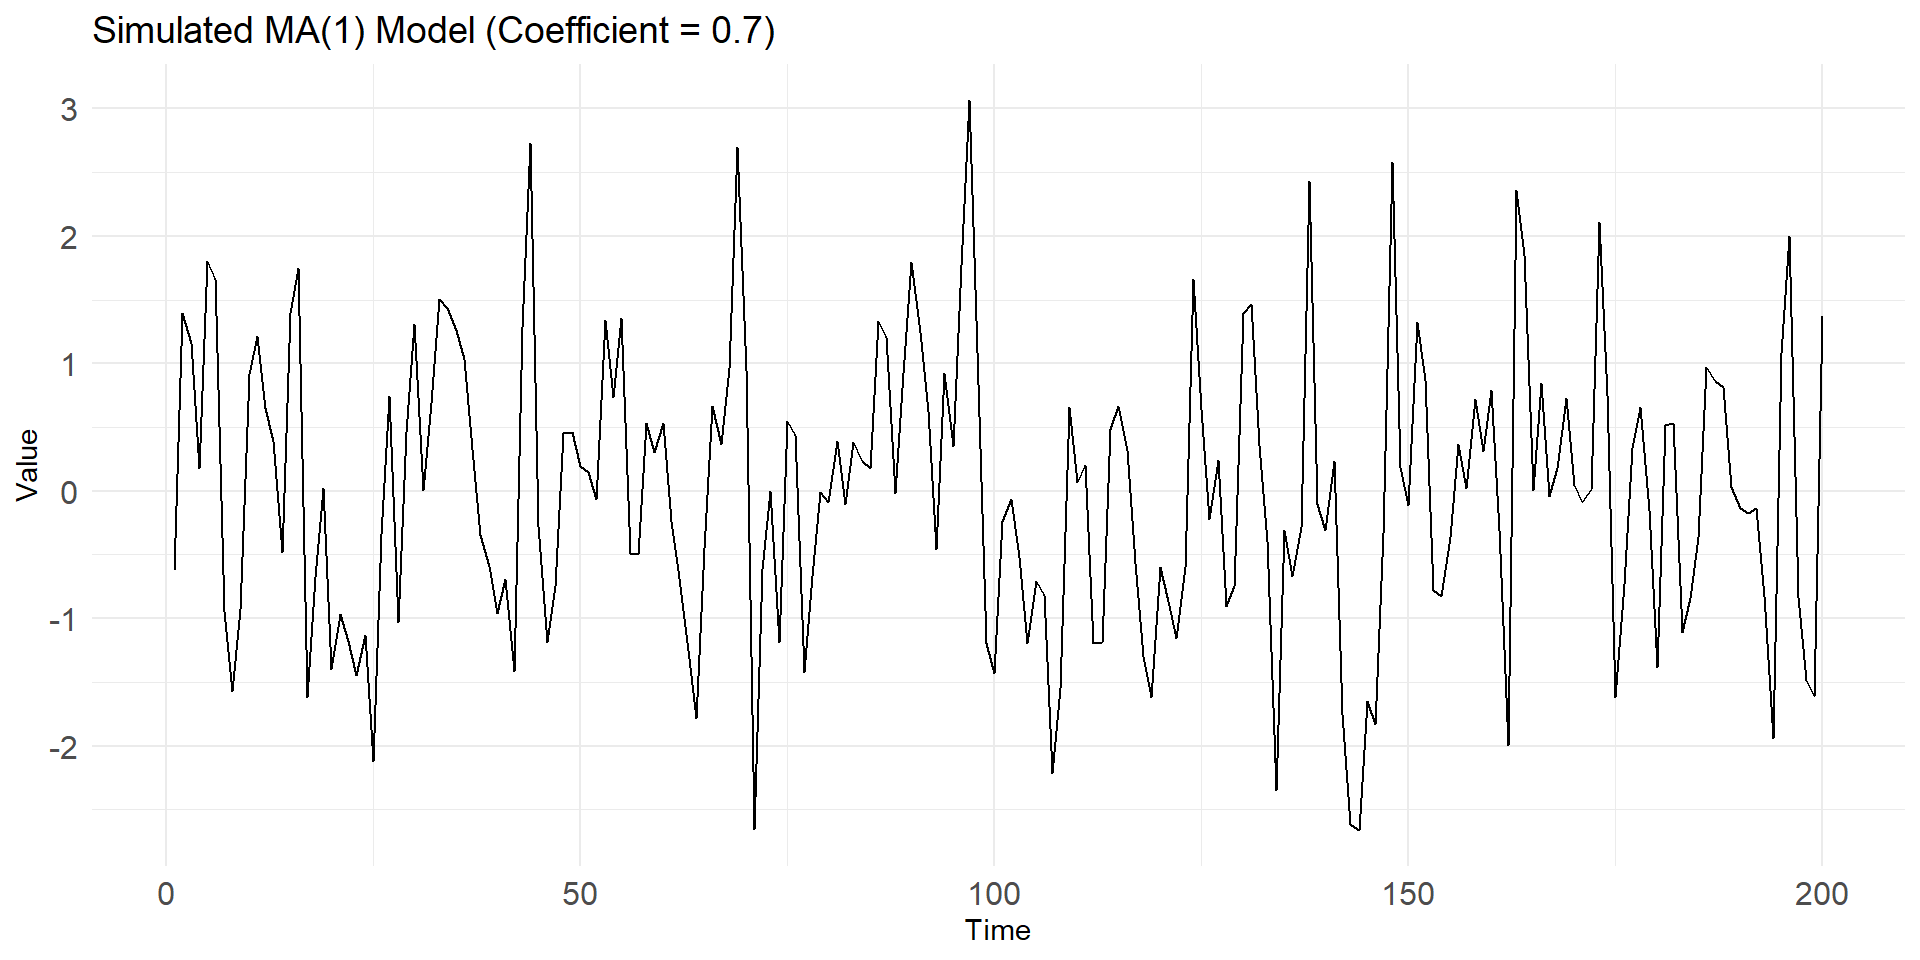 Simulated MA(1) Model (Coefficient = 0.7)
3
2
1
0
-1
-2
Value
0 50 100 150 200
Time